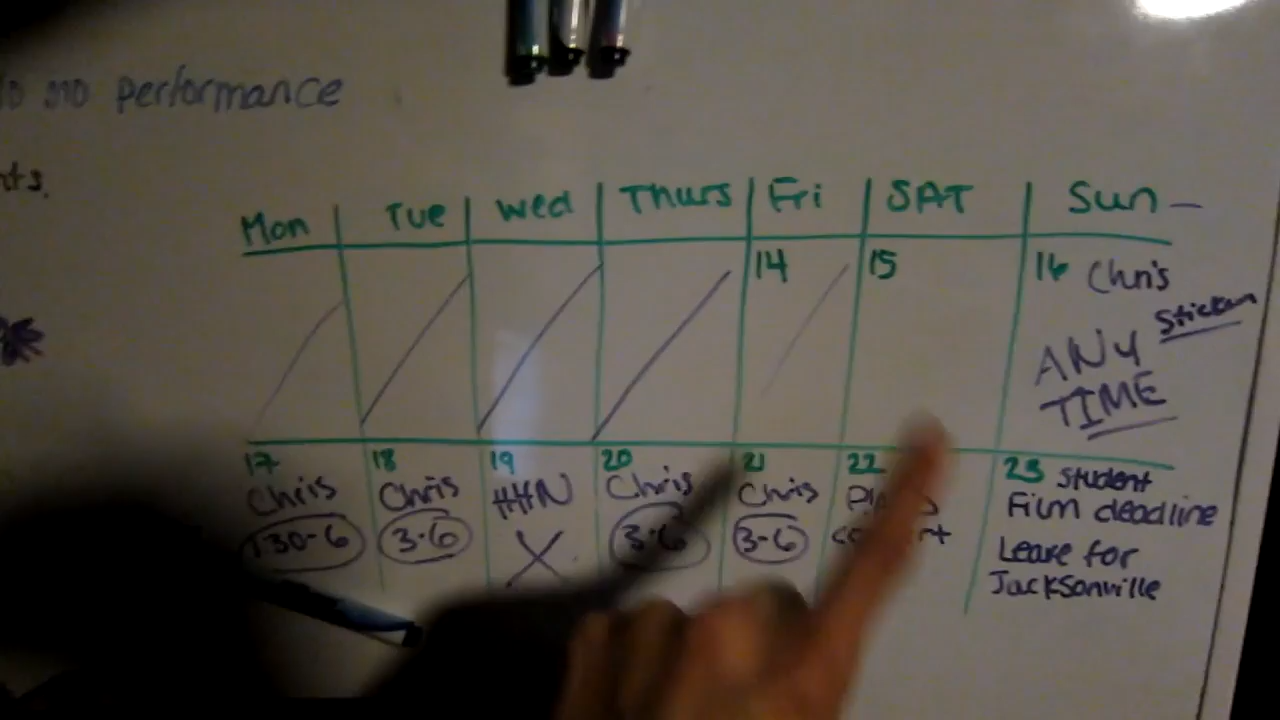 performance
Mon Tue Wed Thurs Fri SAT Sun
14 15 16 Chris
ANY
TIME
17 18 19 20 21 22 23 Student
Chris Chris HHN Chris Chris Film deadline
1:30-6 3-6 X 3-6 3-6 Leave for
Jacksonville